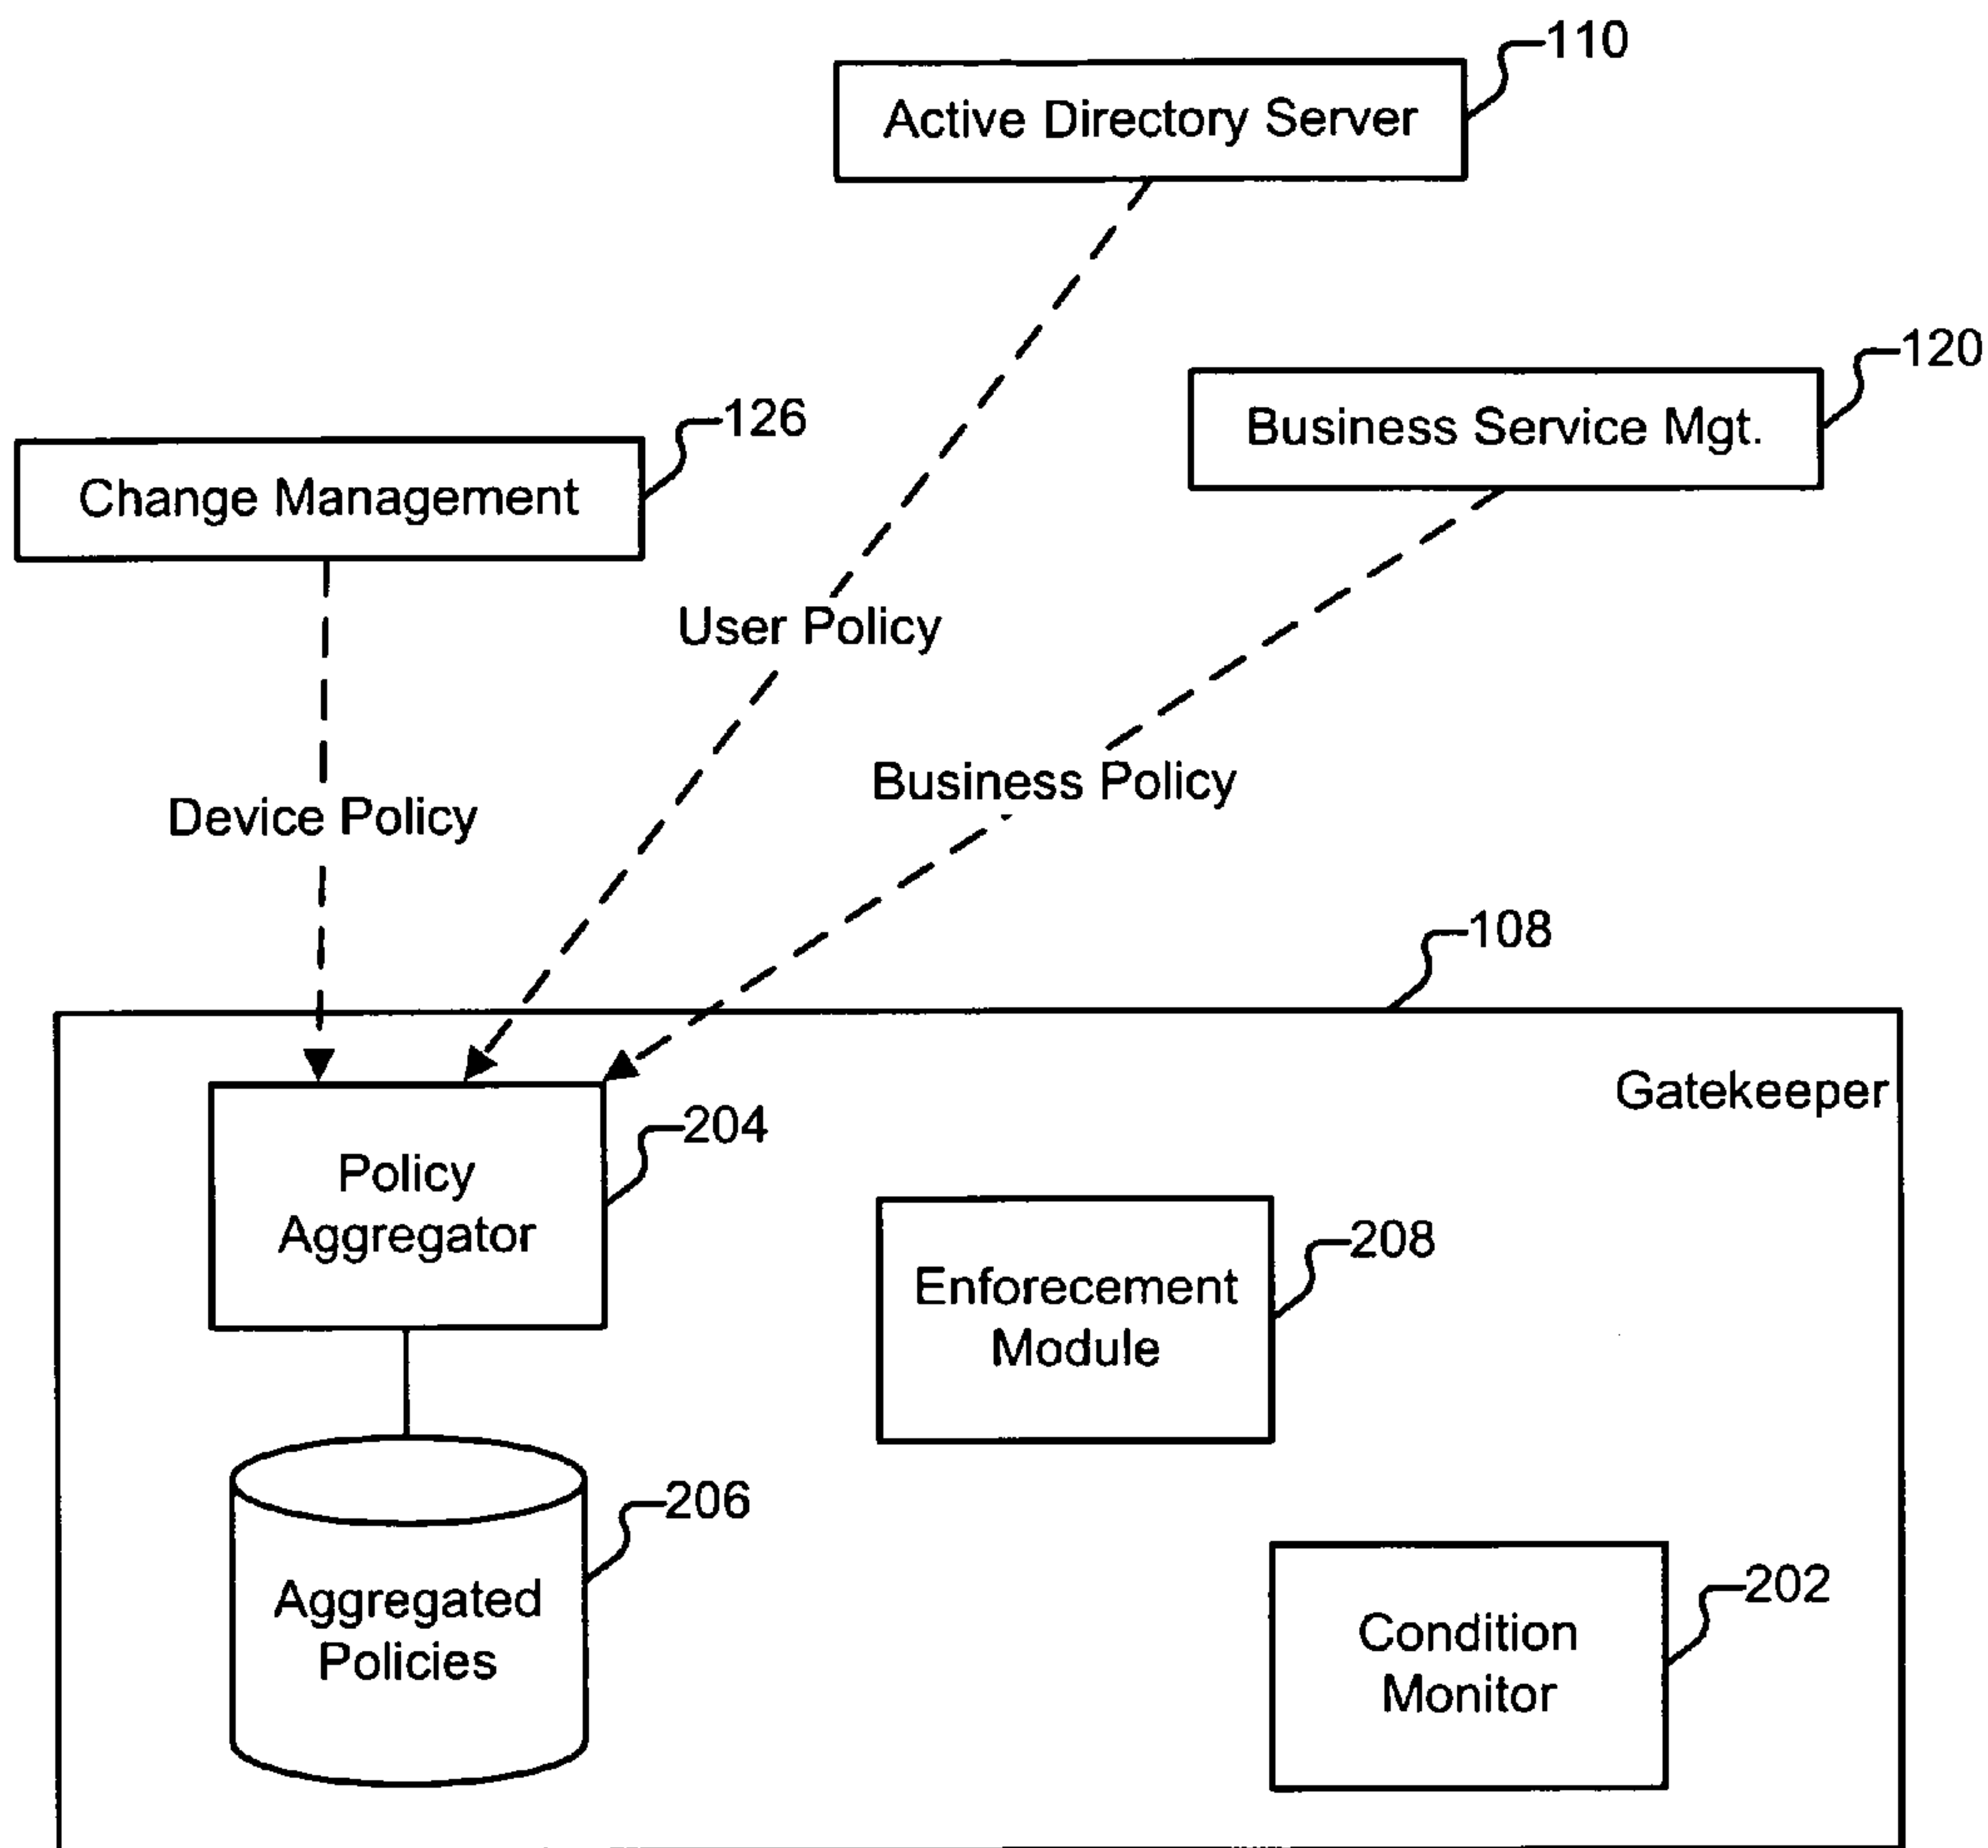 110
Active Directory Server
120
Business Service Mgt.
126
Change Management
User Policy
Business Policy
Device Policy
108
Gatekeeper
204
Policy
Aggregator
208
Enforecement
Module
206
Aggregated
Policies
202
Condition
Monitor